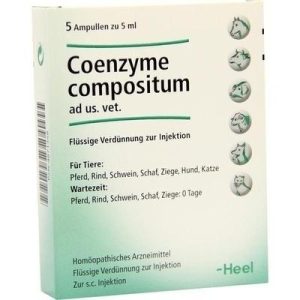 5 Ampullen zu 5 ml
Coenzyme
compositum
ad us. vet.
Flüssige Verdünnung zur Injektion
Für Tiere:
Pferd, Rind, Schwein, Schaf, Ziege, Hund, Katze
Wartezeit:
Pferd, Rind, Schwein, Schaf, Ziege: 0 Tage
Homöopathisches Arzneimittel
Flüssige Verdünnung zur Injektion
Zur s.c. Injektion
-Heel